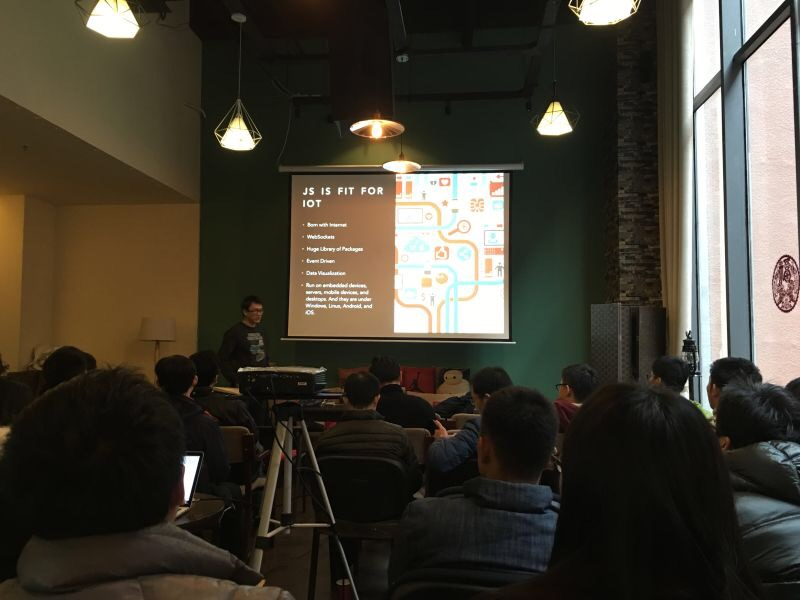 JS IS FIT FOR
IOT
• Born with Internet
• WebSockets
• Huge Library of Packages
• Event Driven
• Data Visualization
• Run on embedded devices,
servers, mobile devices, and
desktops. And they are under
Windows, Linus, Android, and
iOS.